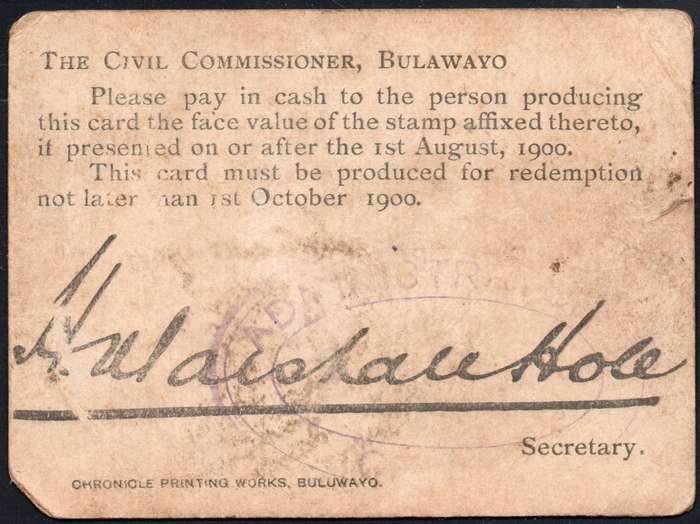 THE CIVIL COMMISSIONER, BULAWAYO
Please pay in cash to the person producing
this card the face value of the stamp affixed thereto,
if presented on or after the 1st August, 1900.
This card must be produced for redemption
not later than 1st October 1900.
ADMINISTR
H. Marshall Hole
Secretary.
CHRONICLE PRINTING WORKS, BULUWAYO.